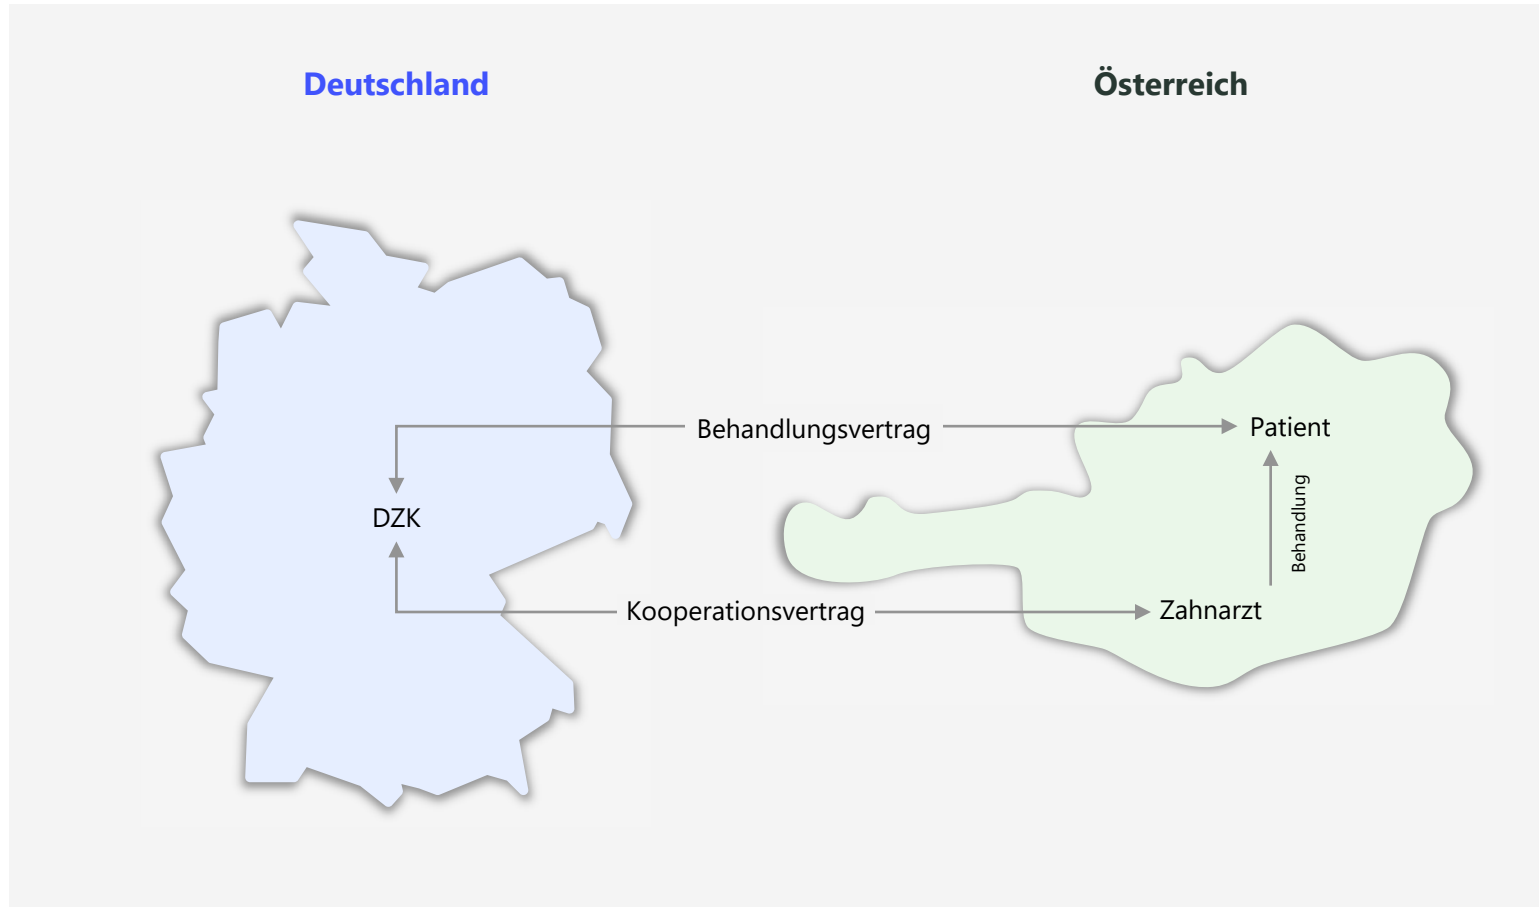 Deutschland
Österreich
Behandlungsvertrag
Patient
Behandlung
DZK
Kooperationsvertrag
Zahnarzt